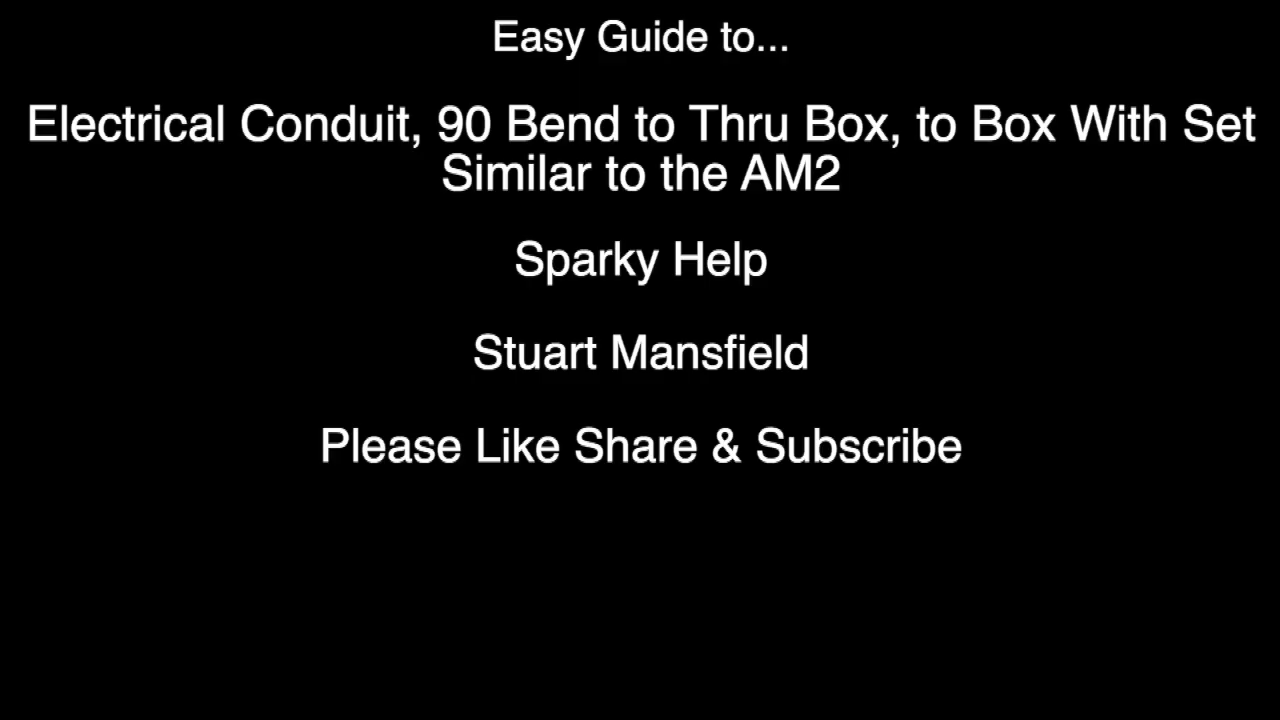 Easy Guide to...
Electrical Conduit, 90 Bend to Thru Box, to Box With Set
Similar to the AM2
Sparky Help
Stuart Mansfield
Please Like Share & Subscribe